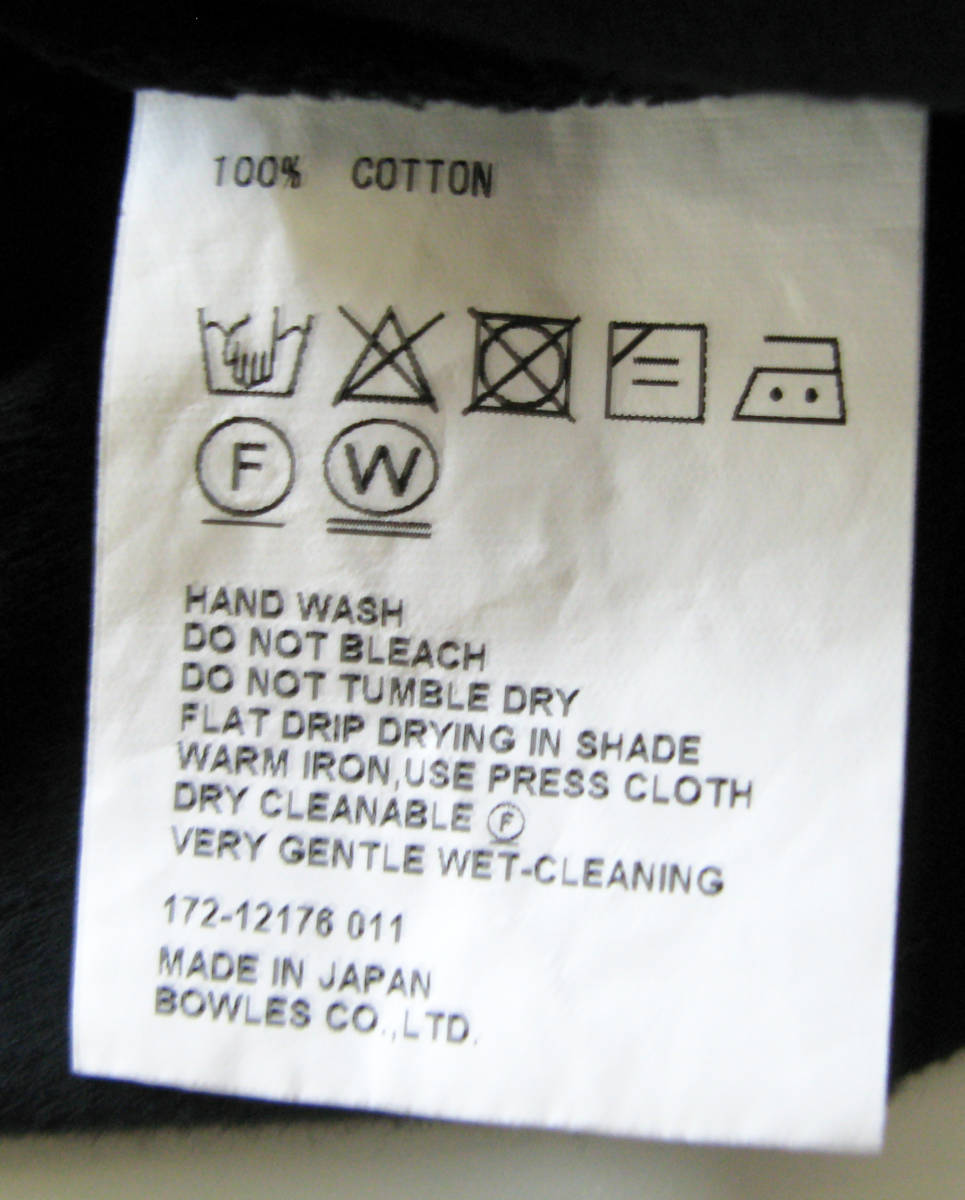 100% COTTON
F W
HAND WASH
DO NOT BLEACH
DO NOT TUMBLE DRY
FLAT DRIP DRYING IN SHADE
WARM IRON,USE PRESS CLOTH
DRY CLEANABLE Ⓕ
VERY GENTLE WET-CLEANING
172-12176 011
MADE IN JAPAN
BOWLES CO.,LTD.